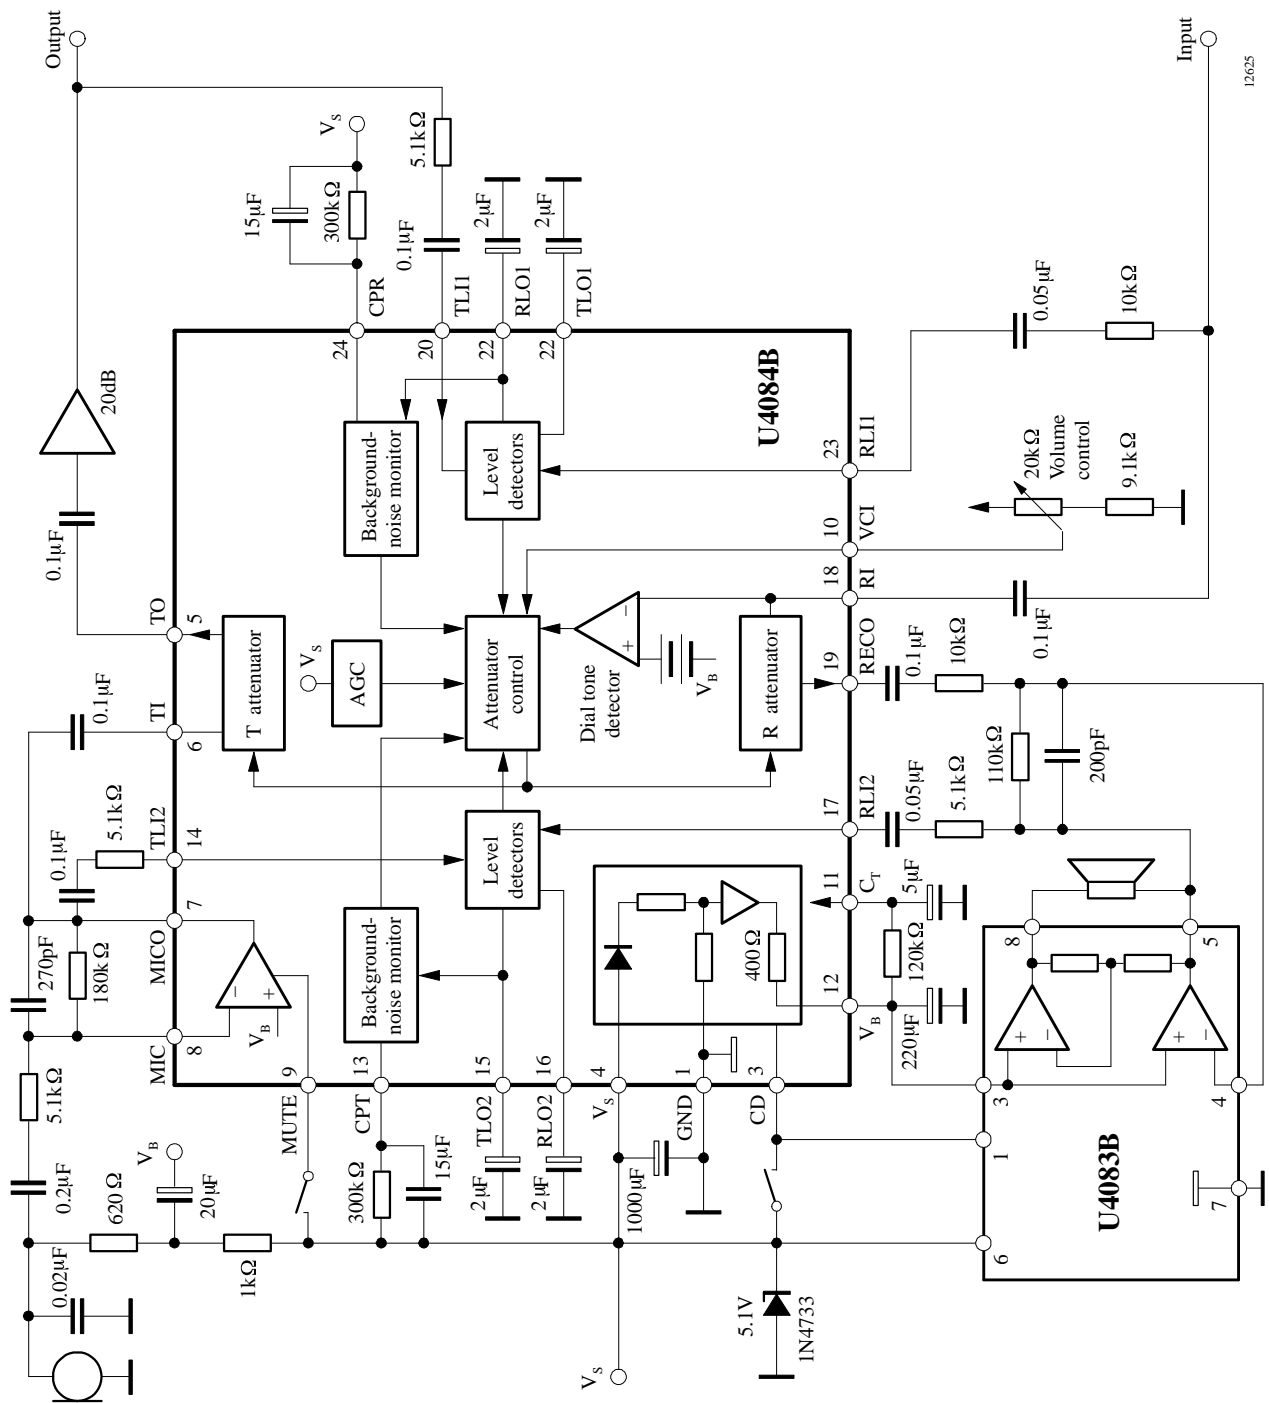 0.02µF
0.2µF
5.1kΩ
270pF
0.1µF
0.1µF
Output
620 Ω
180kΩ
5.1kΩ
0.1µF
20dB
VB
MIC
MICO
TLI2
TI
TO
20µF
8
7
14
6
5
1kΩ
−
+
VB
T attenuator
15µF
MUTE
9
VS
VS
300kΩ
300kΩ
CPT
13
Background-
noise monitor
AGC
24
Background-
noise monitor
CPR
0.1µF
5.1kΩ
15µF
20
TLI1
2µF
TLO2
15
Level
detectors
Attenuator
control
Level
detectors
22
RLO1
2µF
2µF
RLO2
16
22
TLO1
2µF
VS
VS
4
Dial tone
detector
+
−
1000µF
GND
1
VB
5.1V
1N4733
CD
3
400Ω
R attenuator
U4084B
12
11
17
19
18
10
23
VB
CT
RLI2
RECO
RI
VCI
RLI1
220µF
120kΩ
5µF
0.05µF
0.1µF
5.1kΩ
10kΩ
6
1
3
8
+
−
110kΩ
0.1µF
20kΩ
Volume
control
0.05µF
200pF
9.1kΩ
10kΩ
U4083B
7
4
+
−
5
Input
12625